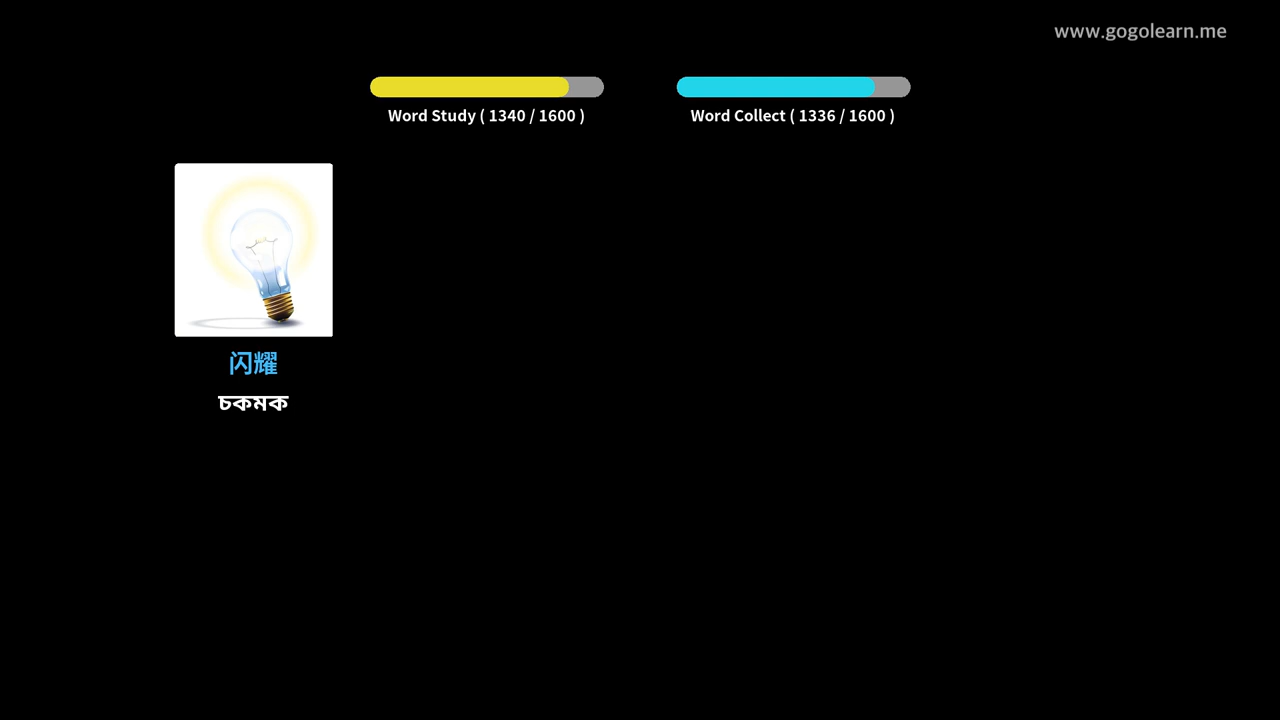 www.gogolearn.me
Word Study ( 1340 / 1600 )
Word Collect ( 1336 / 1600 )
闪耀
চকমক